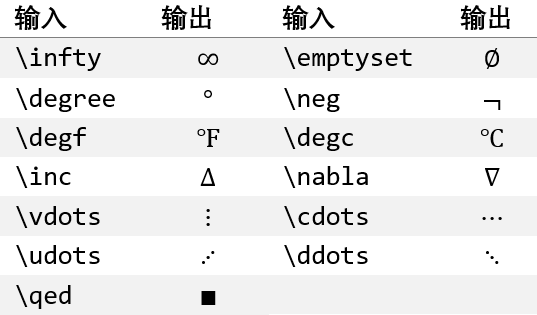 输入 输出 输入 输出
\infty ∞ \emptyset ∅
\degree ° \neg ¬
\degf ℉ \degc ℃
\inc ∆ \nabla ∇
\vdots ⋮ \cdots ⋯
\udots ⋰ \ddots ⋱
\qed ■